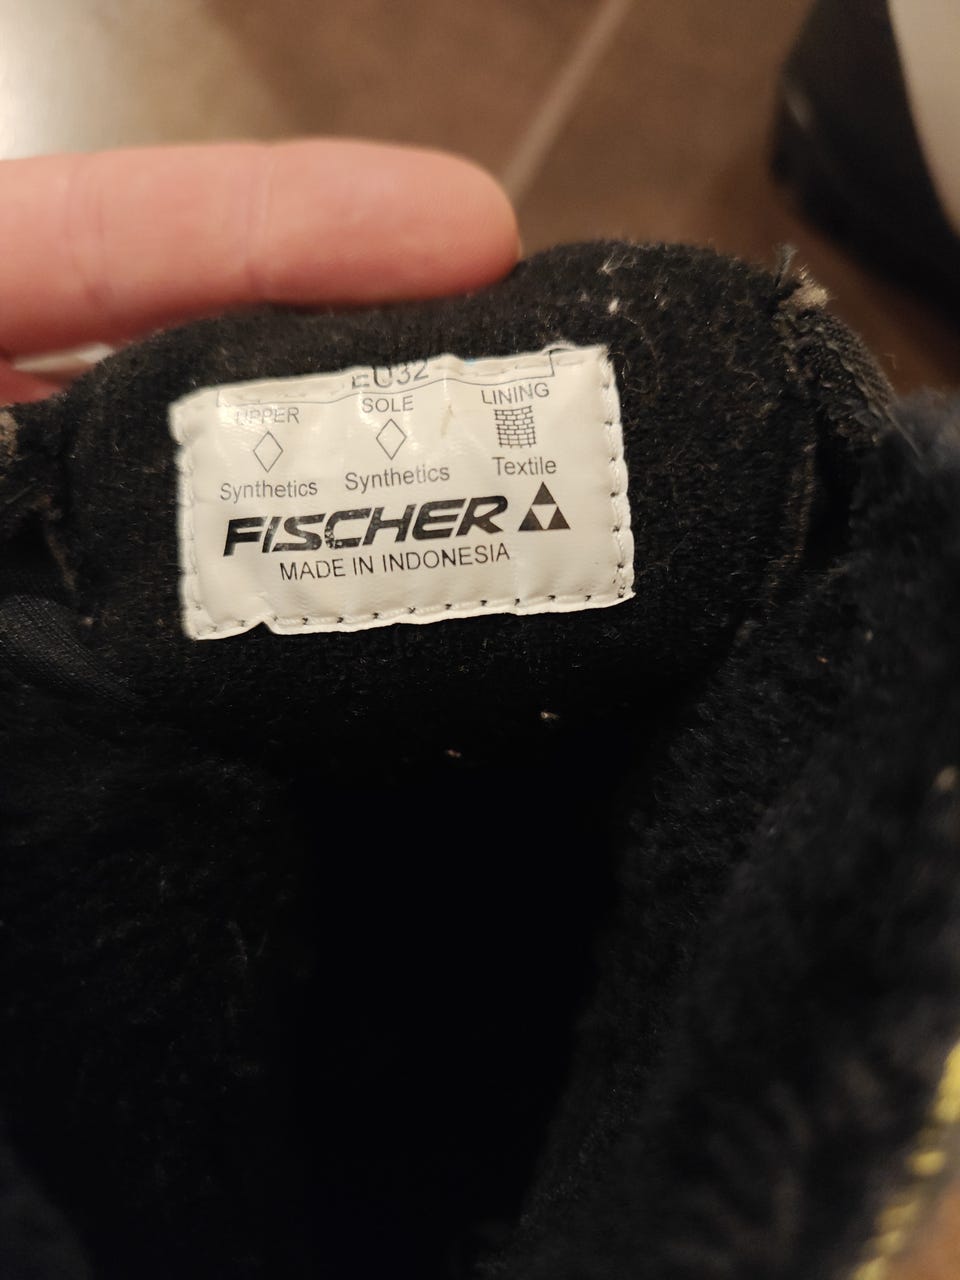 EU32
UPPER SOLE LINING
Synthetics Synthetics Textile
FISCHER
MADE IN INDONESIA